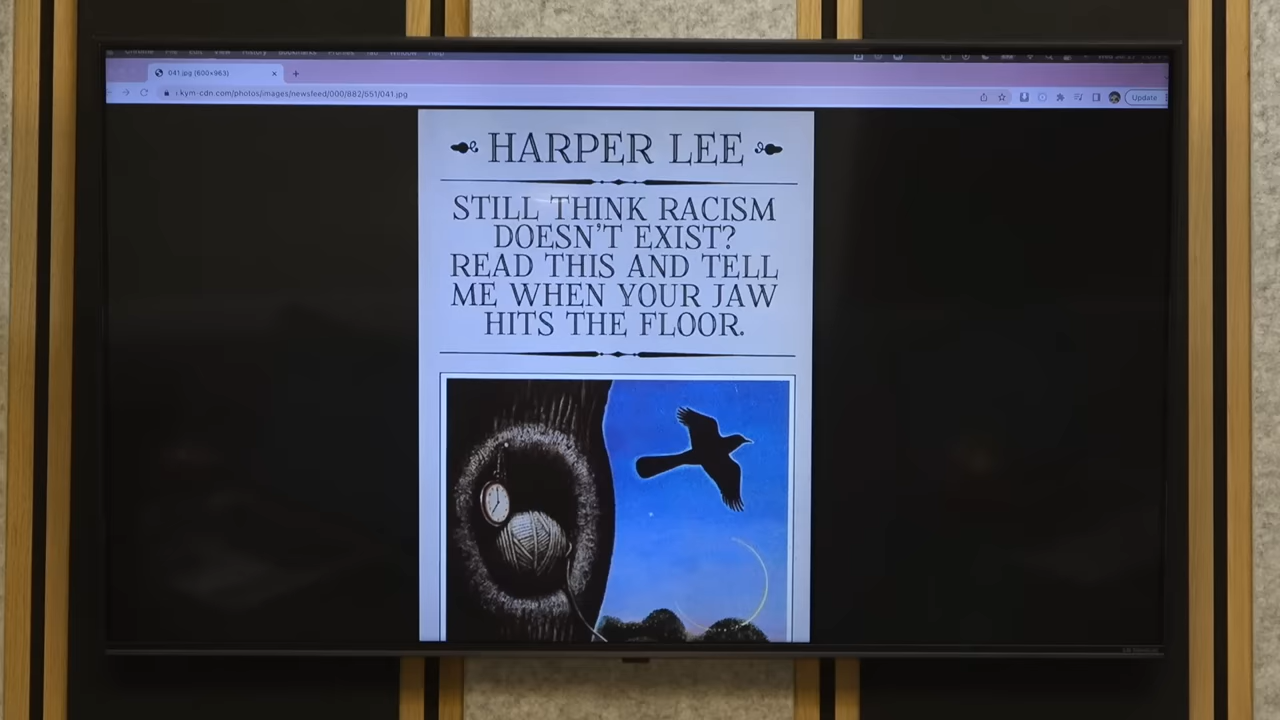 041.jpg (600×963)
kym-cdn.com/photos/images/newsfeed/000/882/551/041.jpg
Update
HARPER LEE
STILL THINK RACISM
DOESN'T EXIST?
READ THIS AND TELL
ME WHEN YOUR JAW
HITS THE FLOOR.